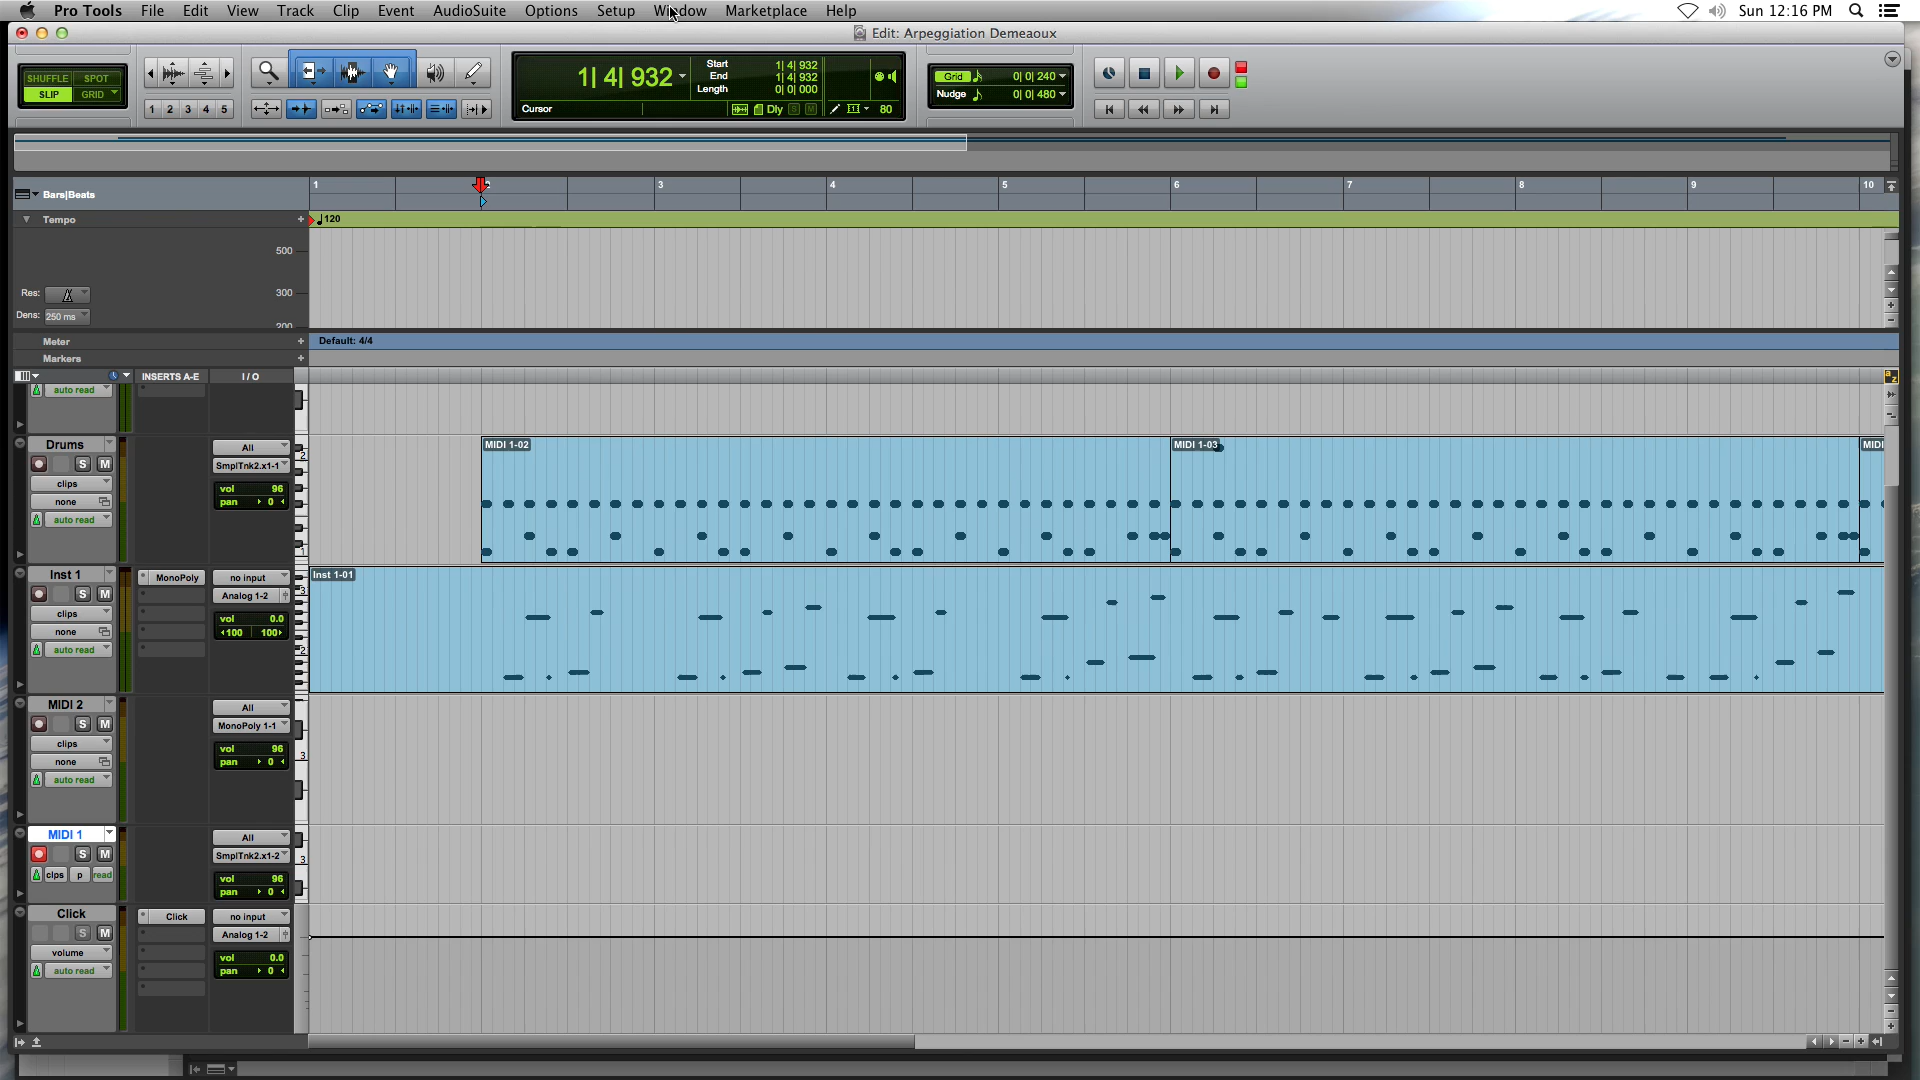 Pro Tools File Edit View Track Clip Event AudioSuite Options Setup Window Marketplace Help Sun 12:16 PM
Edit: Arpeggiation Demeaoux
SHUFFLE SPOT
SLIP GRID
1 2 3 4 5
1| 4| 932
Start 1| 4| 932
End 1| 4| 932
Length 0| 0| 000
Cursor Dly S M 80
Grid 0| 0| 240
Nudge 0| 0| 480
Bars|Beats 1 3 4 5 6 7 8 9 10
Tempo + 120
500
Res: 300
Dens: 250 ms 200
Meter + Default: 4/4
Markers +
INSERTS A-E I / O
a z
auto read
Drums All 2 MIDI 1-02 MIDI 1-03 MIDI
S M SmplTnk2.x1-1
clips vol 96
none pan 0
auto read
1
Inst 1 MonoPoly no input 3 Inst 1-01
S M Analog 1-2
clips vol 0.0
none 100 100
auto read 2
MIDI 2 All
S M MonoPoly 1-1
clips vol 96 3
none pan 0
auto read
MIDI 1 All
S M SmplTnk2.x1-2 3
clps p read vol 96
pan 0
Click Click no input
S M Analog 1-2
volume vol 0.0
auto read pan 0